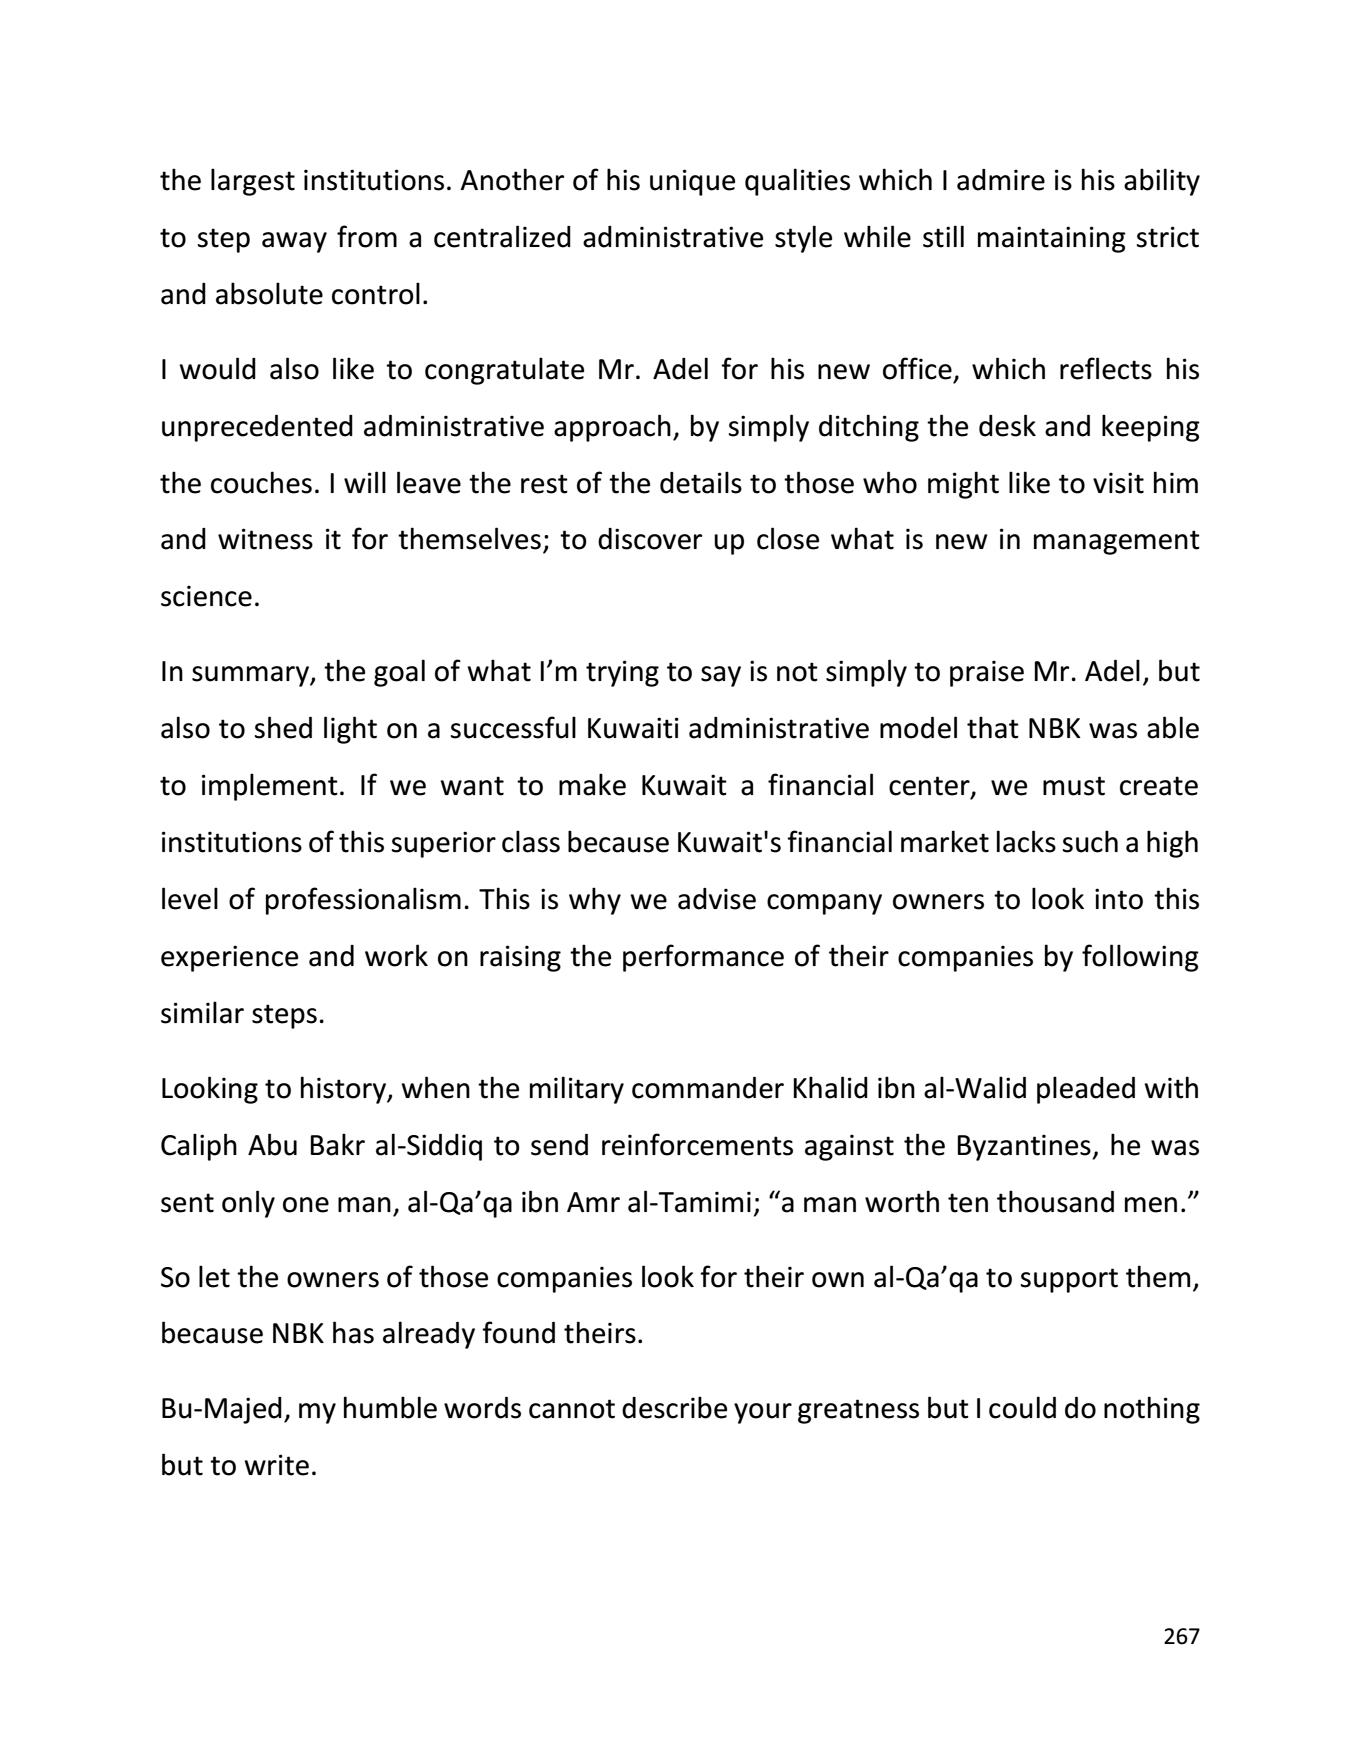 the largest institutions. Another of his unique qualities which I admire is his ability
to step away from a centralized administrative style while still maintaining strict
and absolute control.
I would also like to congratulate Mr. Adel for his new office, which reflects his
unprecedented administrative approach, by simply ditching the desk and keeping
the couches. I will leave the rest of the details to those who might like to visit him
and witness it for themselves; to discover up close what is new in management
science.
In summary, the goal of what I’m trying to say is not simply to praise Mr. Adel, but
also to shed light on a successful Kuwaiti administrative model that NBK was able
to implement. If we want to make Kuwait a financial center, we must create
institutions of this superior class because Kuwait's financial market lacks such a high
level of professionalism. This is why we advise company owners to look into this
experience and work on raising the performance of their companies by following
similar steps.
Looking to history, when the military commander Khalid ibn al-Walid pleaded with
Caliph Abu Bakr al-Siddiq to send reinforcements against the Byzantines, he was
sent only one man, al-Qa’qa ibn Amr al-Tamimi; “a man worth ten thousand men.”
So let the owners of those companies look for their own al-Qa’qa to support them,
because NBK has already found theirs.
Bu-Majed, my humble words cannot describe your greatness but I could do nothing
but to write.
267